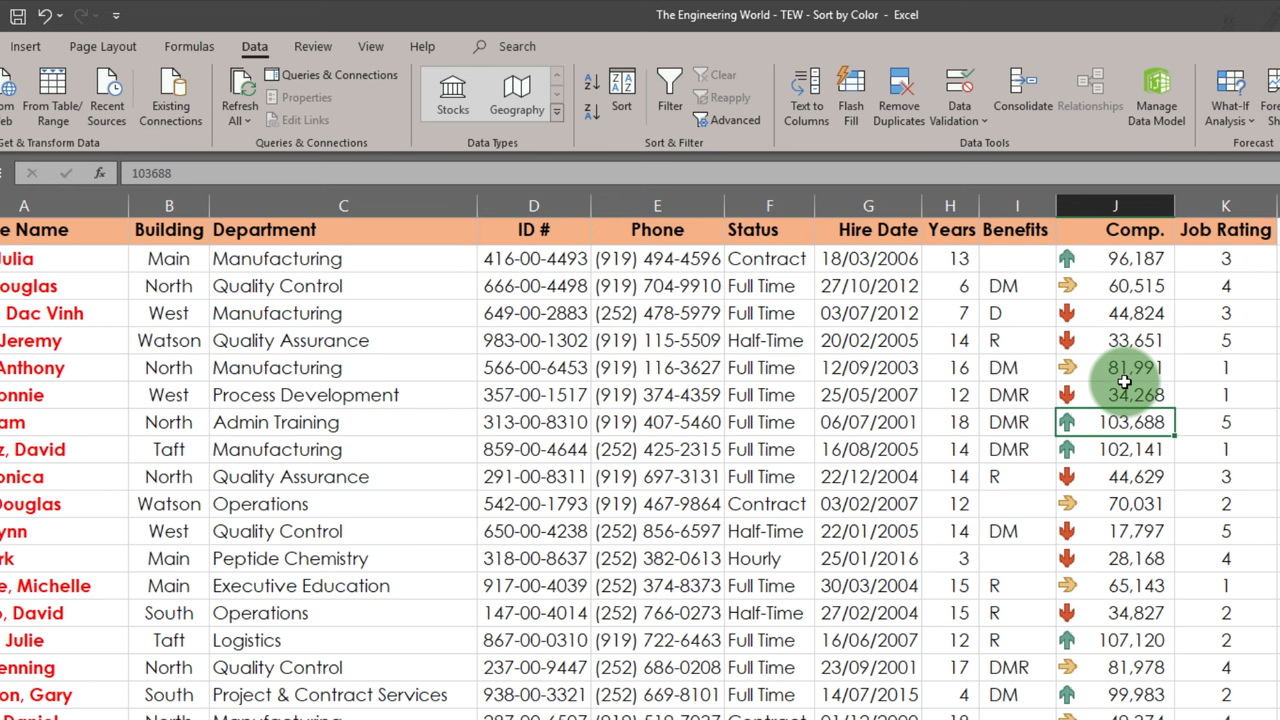 The Engineering World - TEW - Sort by Color - Excel
Insert Page Layout Formulas Data Review View Help Search
Queries & Connections
Properties
Edit Links
From Table/ Range
Recent Sources
Existing Connections
Refresh All
Stocks Geography
Sort
Filter
Clear
Reapply
Advanced
Text to Columns
Flash Fill
Remove Duplicates
Data Validation
Consolidate
Relationships
Manage Data Model
What-If Analysis
Get & Transform Data Queries & Connections Data Types Sort & Filter Data Tools Forecast
fx 103688
A B C D E F G H I J K
Name Building Department ID # Phone Status Hire Date Years Benefits Comp. Job Rating
Julia Main Manufacturing 416-00-4493 (919) 494-4596 Contract 18/03/2006 13 96,187 3
Douglas North Quality Control 666-00-4498 (919) 704-9910 Full Time 27/10/2012 6 DM 60,515 4
Dac Vinh West Manufacturing 649-00-2883 (252) 478-5979 Full Time 03/07/2012 7 D 44,824 3
Jeremy Watson Quality Assurance 983-00-1302 (919) 115-5509 Half-Time 20/02/2005 14 R 33,651 5
Anthony North Manufacturing 566-00-6453 (919) 116-3627 Full Time 12/09/2003 16 DM 81,991 1
onnie West Process Development 357-00-1517 (919) 374-4359 Full Time 25/05/2007 12 DMR 34,268 1
am North Admin Training 313-00-8310 (919) 407-5460 Full Time 06/07/2001 18 DMR 103,688 5
z, David Taft Manufacturing 859-00-4644 (252) 425-2315 Full Time 16/08/2005 14 DMR 102,141 1
onica North Quality Assurance 291-00-8311 (919) 697-3131 Full Time 22/12/2004 14 R 44,629 3
Douglas Watson Operations 542-00-1793 (919) 467-9864 Contract 03/02/2007 12 70,031 2
ynn West Quality Control 650-00-4238 (252) 856-6597 Half-Time 22/01/2005 14 DM 17,797 5
rk Main Peptide Chemistry 318-00-8637 (252) 382-0613 Hourly 25/01/2016 3 28,168 4
e, Michelle Main Executive Education 917-00-4039 (252) 374-8373 Full Time 30/03/2004 15 R 65,143 1
o, David South Operations 147-00-4014 (252) 766-0273 Half-Time 27/02/2004 15 R 34,827 2
Julie Taft Logistics 867-00-0310 (919) 722-6463 Full Time 16/06/2007 12 R 107,120 2
enning North Quality Control 237-00-9447 (252) 686-0208 Full Time 23/09/2001 17 DMR 81,978 4
on, Gary South Project & Contract Services 938-00-3321 (252) 669-8101 Full Time 14/07/2015 4 DM 99,983 2